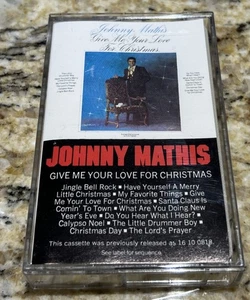 Johnny Mathis
Give Me Your Love
For Christmas
JOHNNY MATHIS
GIVE ME YOUR LOVE FOR CHRISTMAS
Jingle Bell Rock ▪ Have Yourself A Merry
Little Christmas ▪ My Favorite Things ▪ Give
Me Your Love For Christmas ▪ Santa Claus Is
Comin' To Town ▪ What Are You Doing New
Year's Eve ▪ Do You Hear What I Hear? ▪
Calypso Noel ▪ The Little Drummer Boy ▪
Christmas Day ▪ The Lord's Prayer
This cassette was previously released as 16 10 0818.
See label for sequence.